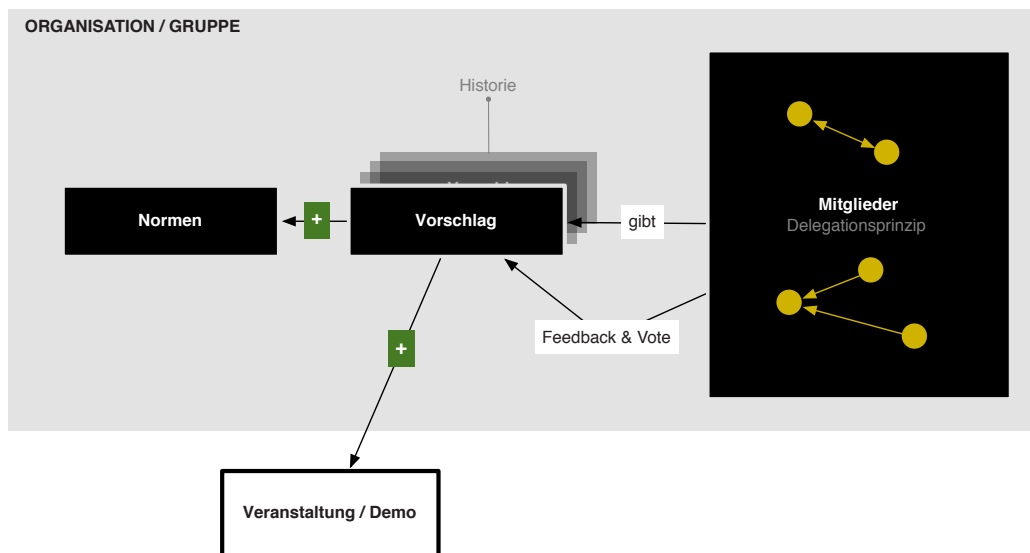 ORGANISATION / GRUPPE
Historie
Normen
+
Vorschlag
gibt
Mitglieder
Delegationsprinzip
Feedback & Vote
+
Veranstaltung / Demo